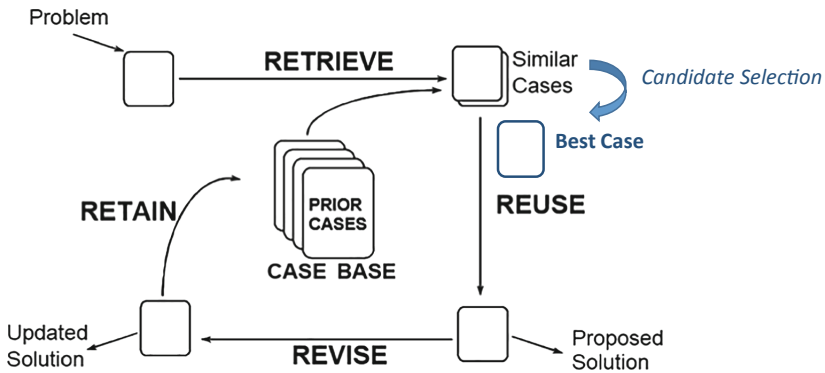 Problem
RETRIEVE
Similar
Cases
Candidate Selection
Best Case
RETAIN
PRIOR
CASES
REUSE
CASE BASE
Updated
Solution
REVISE
Proposed
Solution